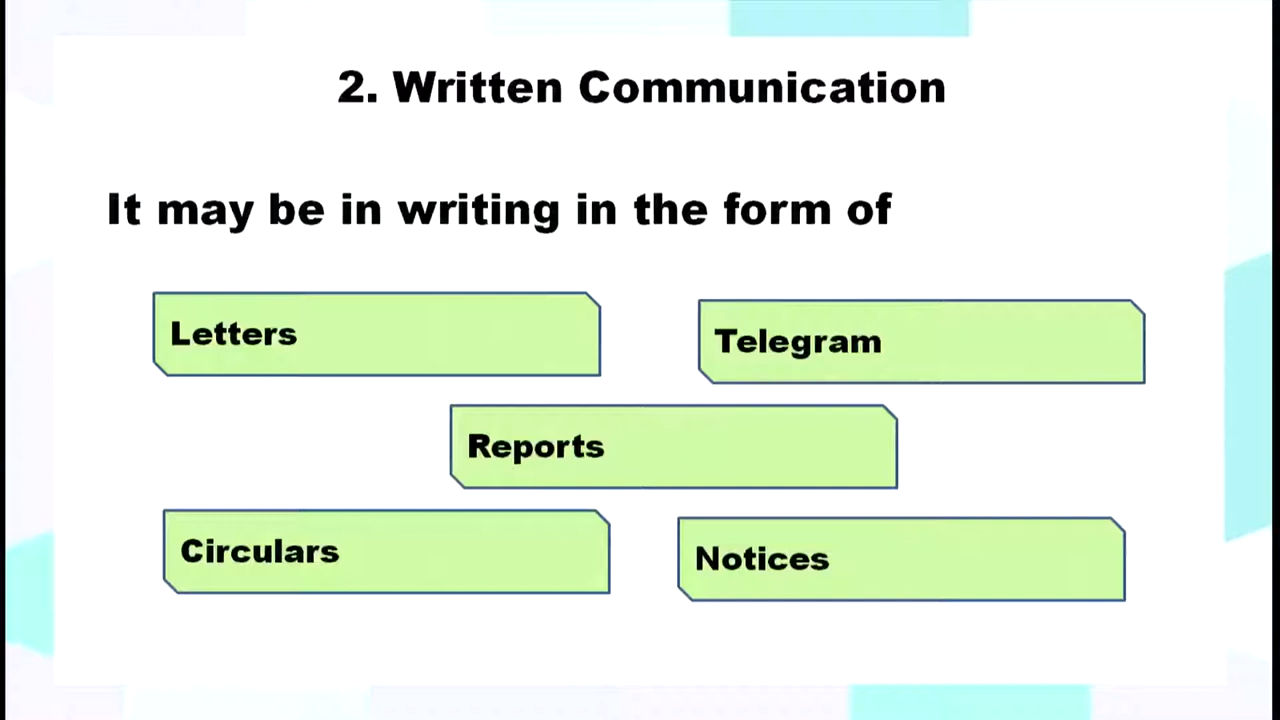 2. Written Communication
It may be in writing in the form of
Letters
Telegram
Reports
Circulars
Notices